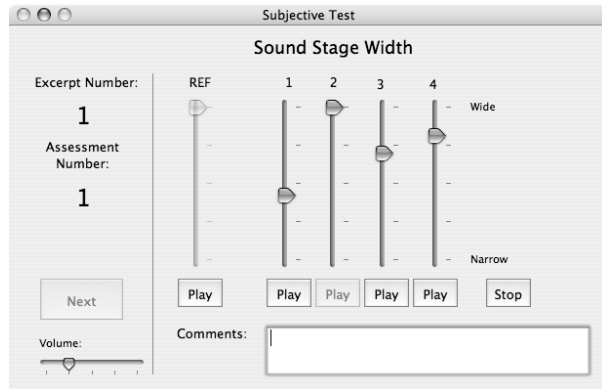 Subjective Test
Sound Stage Width
Excerpt Number:
1
Assessment
Number:
1
Next
Volume:
REF
1
2
3
4
Wide
Narrow
Play
Play
Play
Play
Play
Stop
Comments: